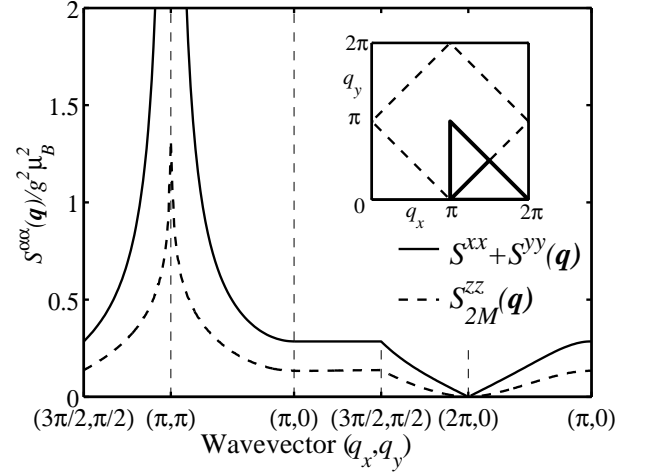 2
1.5
1
0.5
0
S^{αα}(q)/g²μ_B²
2π
q_y
π
0
q_x
π
2π
S^{xx}+S^{yy}(q)
S^{zz}_{2M}(q)
(3π/2,π/2) (π,π) (π,0) (3π/2,π/2) (2π,0) (π,0)
Wavevector (q_x,q_y)